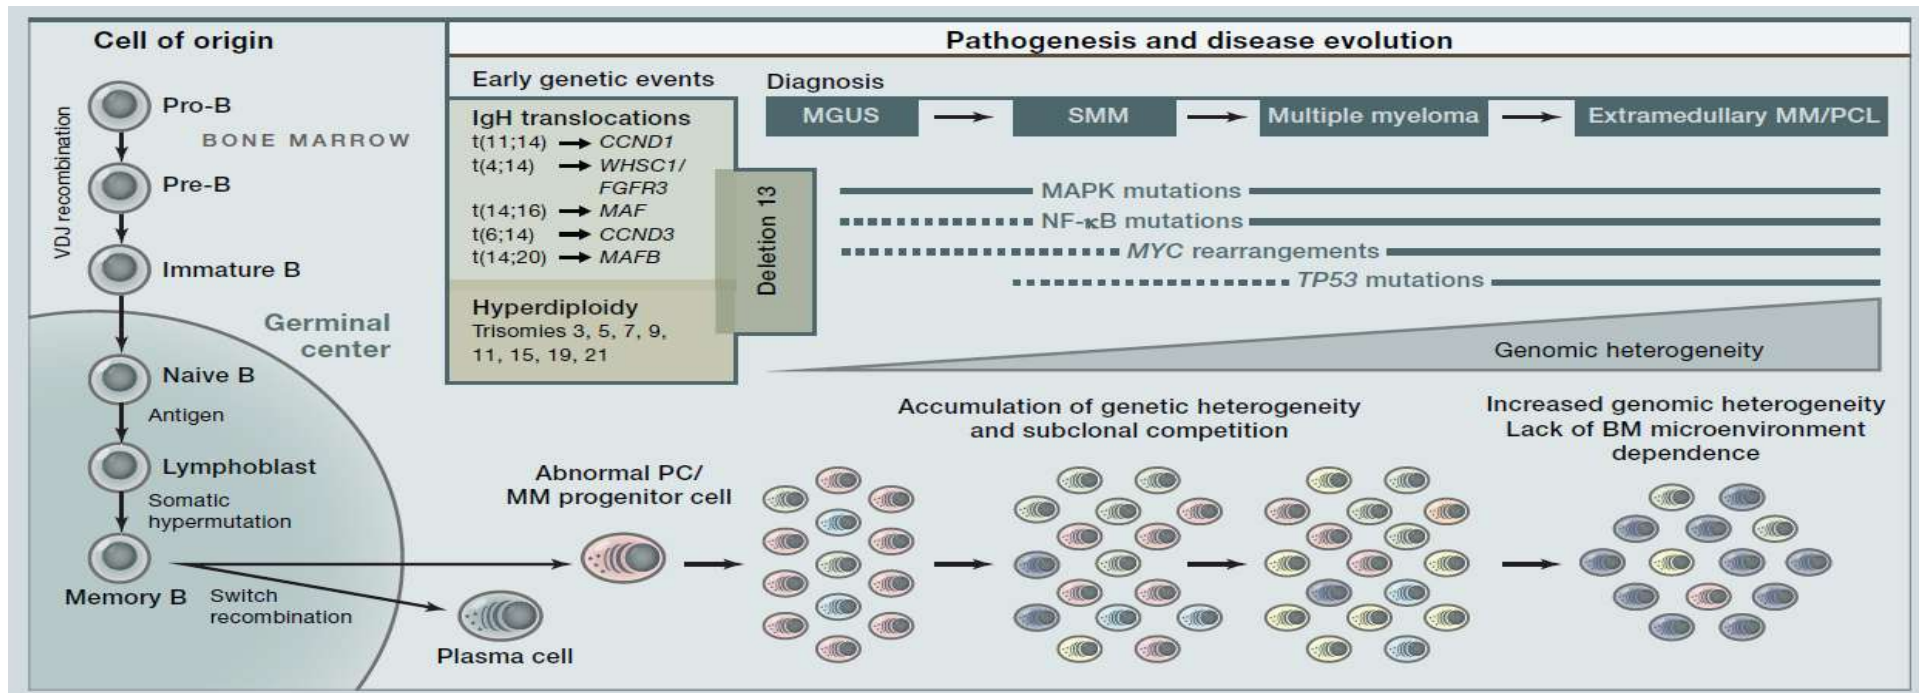 Cell of origin
Pro-B
VDJ recombination
BONE MARROW
Pre-B
Immature B
Germinal
center
Naive B
Antigen
Lymphoblast
Somatic
hypermutation
Memory B
Switch
recombination
Plasma cell
Pathogenesis and disease evolution
Early genetic events
IgH translocations
t(11;14) → CCND1
t(4;14) → WHSC1/
FGFR3
t(14;16) → MAF
t(6;14) → CCND3
t(14;20) → MAFB
Hyperdiploidy
Trisomies 3, 5, 7, 9,
11, 15, 19, 21
Deletion 13
Diagnosis
MGUS → SMM → Multiple myeloma → Extramedullary MM/PCL
MAPK mutations
NF-κB mutations
MYC rearrangements
TP53 mutations
Genomic heterogeneity
Abnormal PC/
MM progenitor cell
Accumulation of genetic heterogeneity
and subclonal competition
Increased genomic heterogeneity
Lack of BM microenvironment
dependence